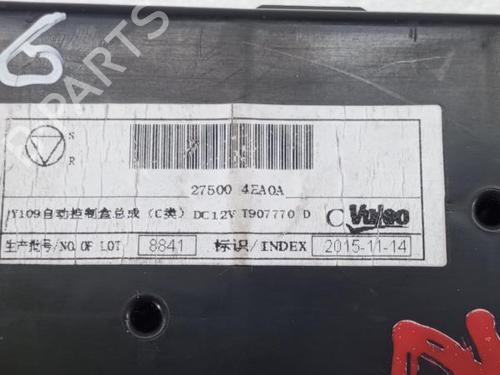 S
R
27500 4EA0A
Y109自动控制盒总成(C类) DC12V T907770 D
C Valeo
生产批号/NO.OF LOT 8841 标识/INDEX 2015-11-14
B-PARTS